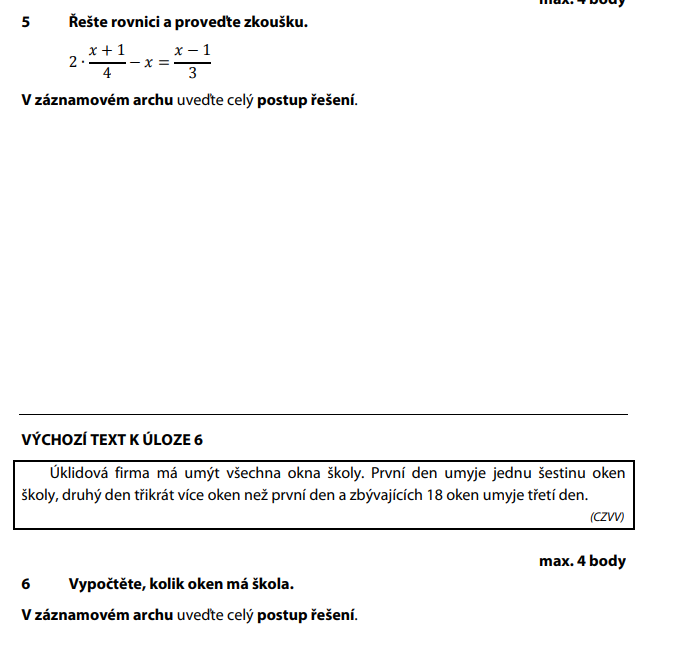 max. 4 body
5 Řešte rovnici a proveďte zkoušku.
2 · (x + 1)/4 − x = (x − 1)/3
V záznamovém archu uveďte celý postup řešení.
VÝCHOZÍ TEXT K ÚLOZE 6
Úklidová firma má umýt všechna okna školy. První den umyje jednu šestinu oken
školy, druhý den třikrát více oken než první den a zbývajících 18 oken umyje třetí den.
(CZVV)
max. 4 body
6 Vypočtěte, kolik oken má škola.
V záznamovém archu uveďte celý postup řešení.